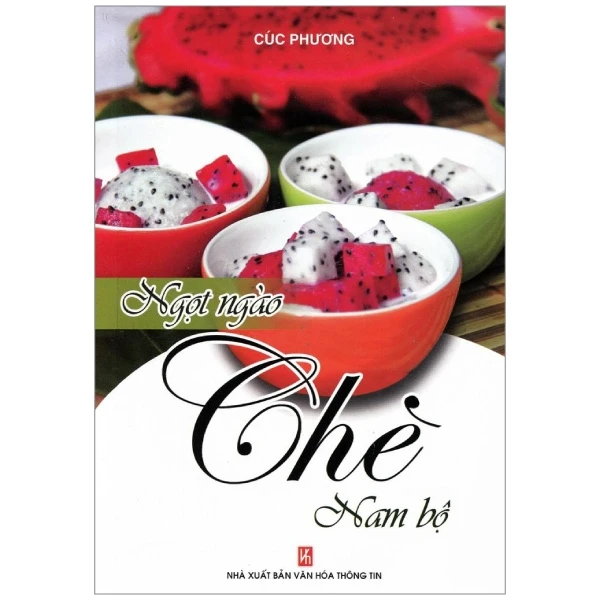 CÚC PHƯƠNG
Ngọt ngào
Chè
Nam bộ
NHÀ XUẤT BẢN VĂN HÓA THÔNG TIN